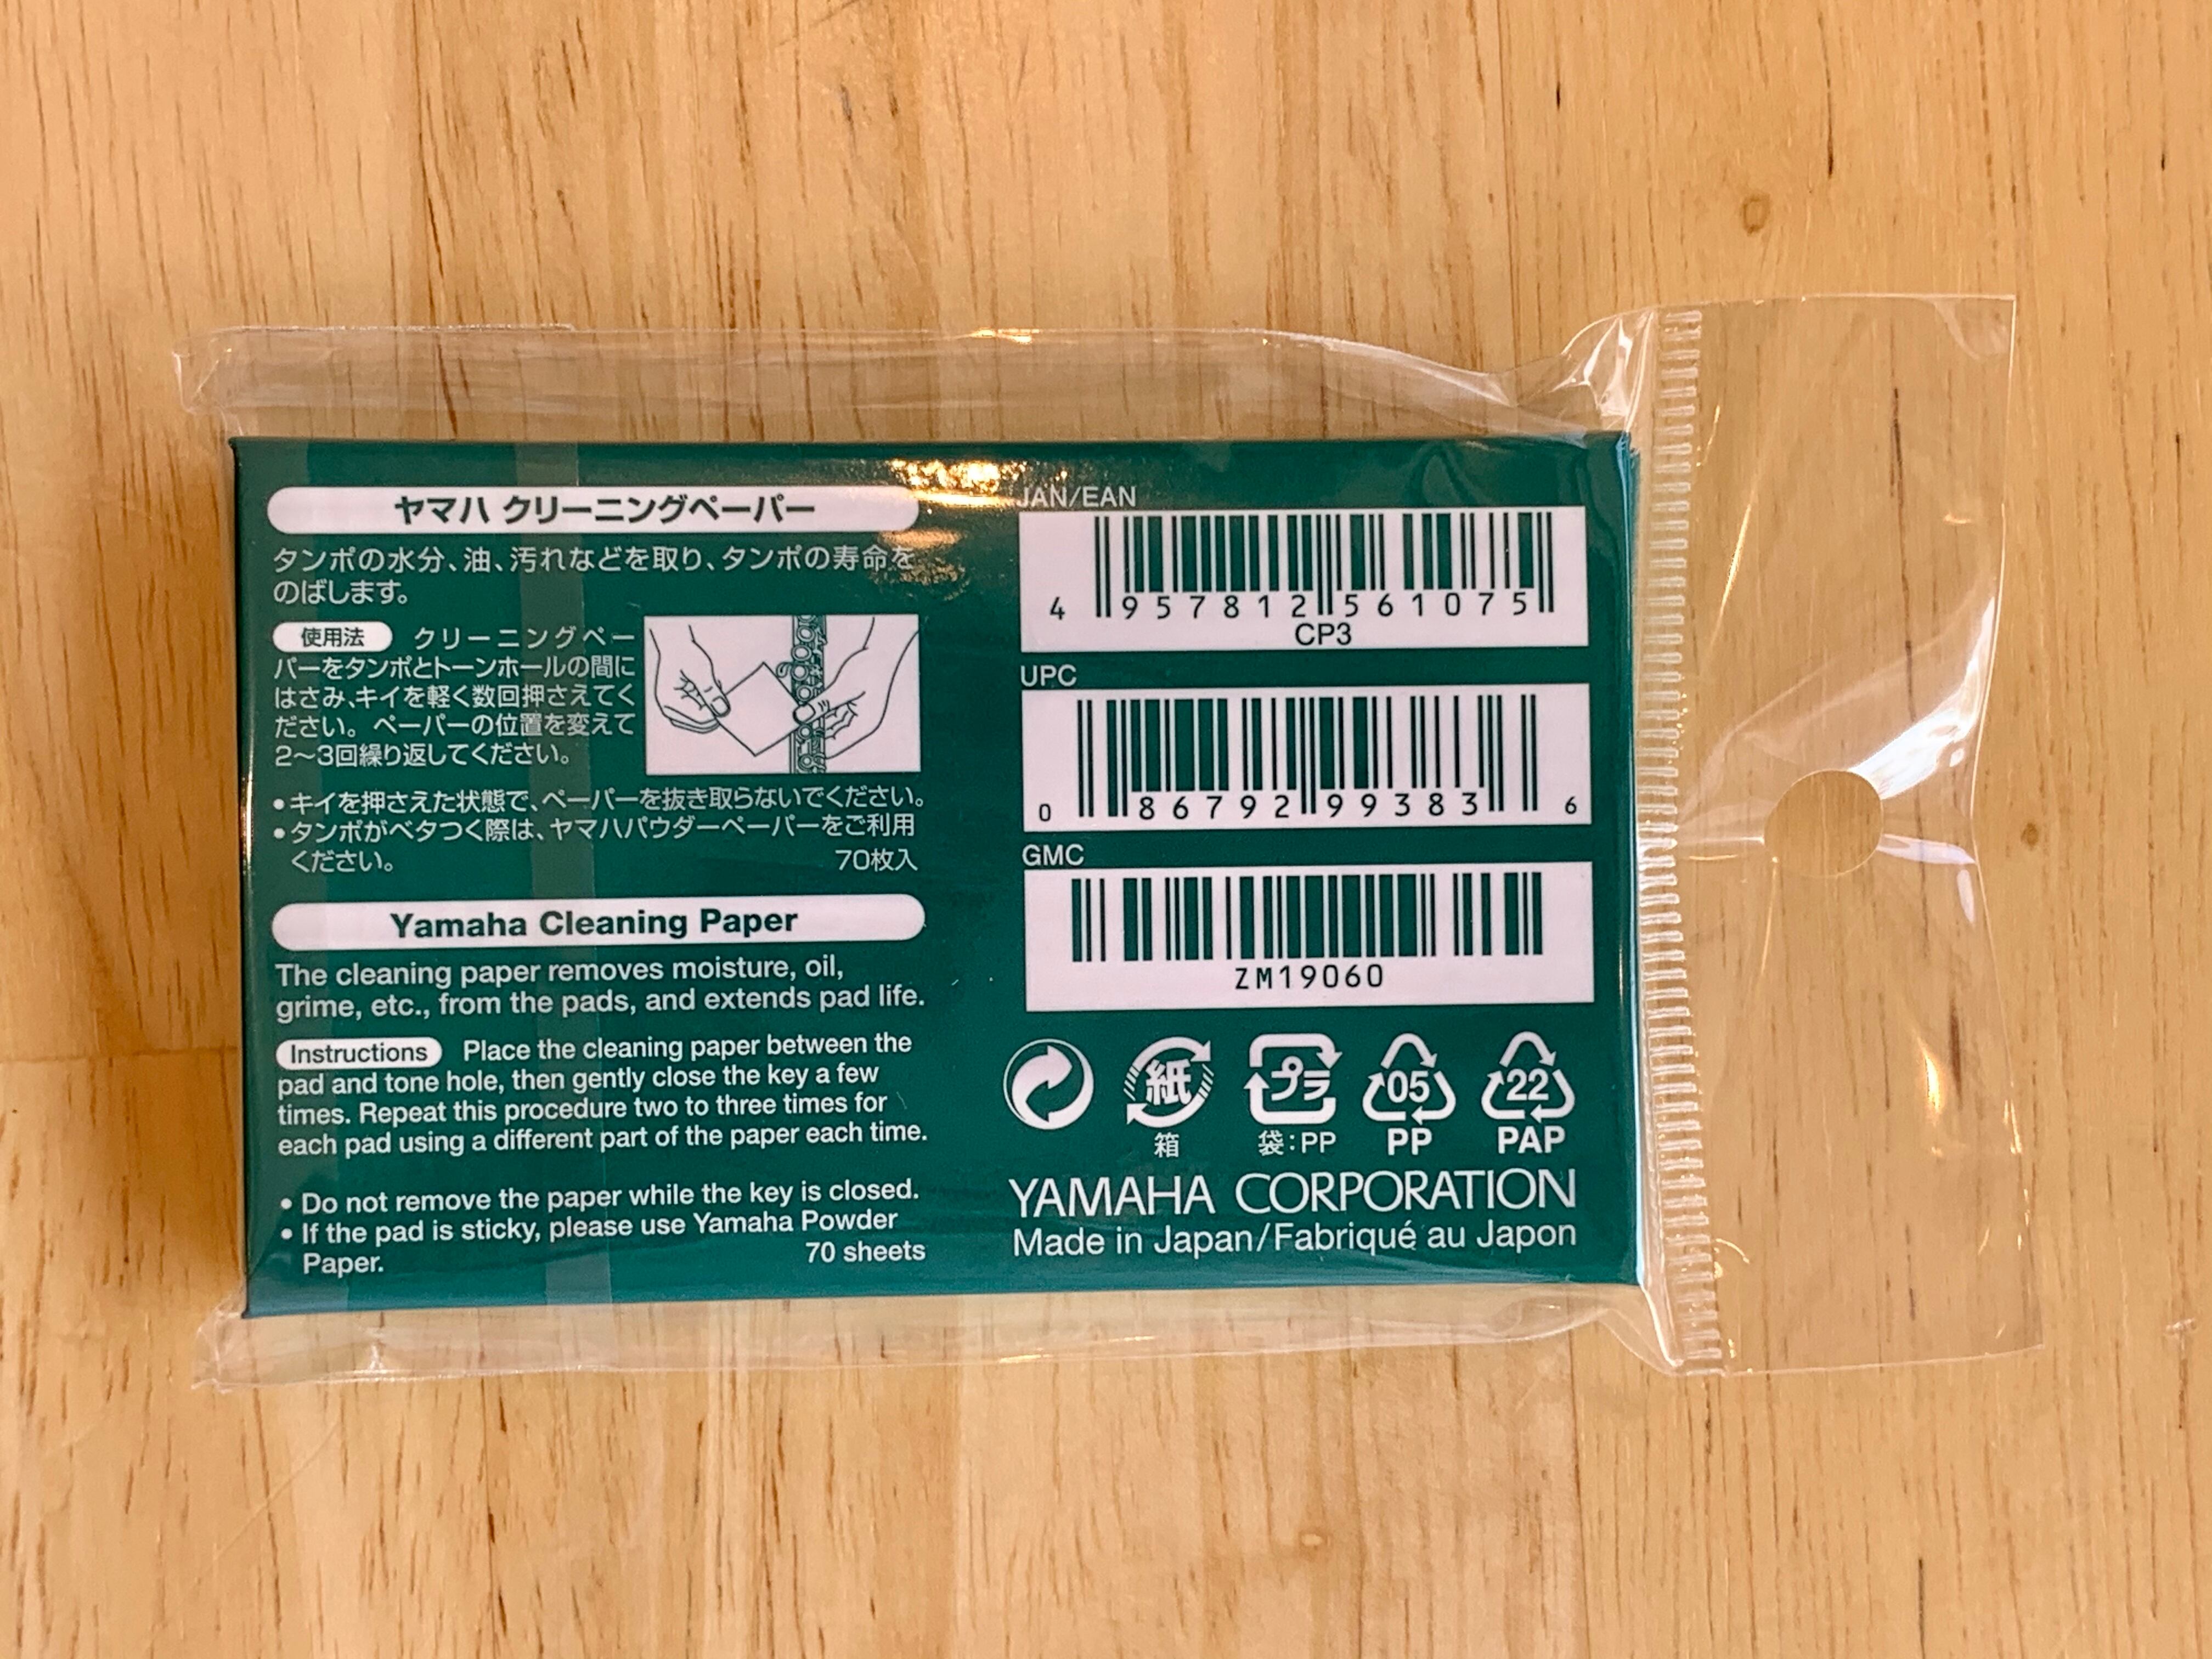 ヤマハ クリーニングペーパー
タンポの水分、油、汚れなどを取り、タンポの寿命を
のばします。
使用法 クリーニングペー
パーをタンポとトーンホールの間に
はさみ、キイを軽く数回押さえてく
ださい。ペーパーの位置を変えて
2〜3回繰り返してください。
•キイを押さえた状態で、ペーパーを抜き取らないでください。
•タンポがベタつく際は、ヤマハパウダーペーパーをご利用
ください。
70枚入
Yamaha Cleaning Paper
The cleaning paper removes moisture, oil,
grime, etc., from the pads, and extends pad life.
Instructions Place the cleaning paper between the
pad and tone hole, then gently close the key a few
times. Repeat this procedure two to three times for
each pad using a different part of the paper each time.
• Do not remove the paper while the key is closed.
• If the pad is sticky, please use Yamaha Powder
Paper.
70 sheets
JAN/EAN
4 957812 561075
CP3
UPC
0 86792 99383 6
GMC
ZM19060
紙
箱
プラ
袋:PP
05
PP
22
PAP
YAMAHA CORPORATION
Made in Japan/Fabriqué au Japon